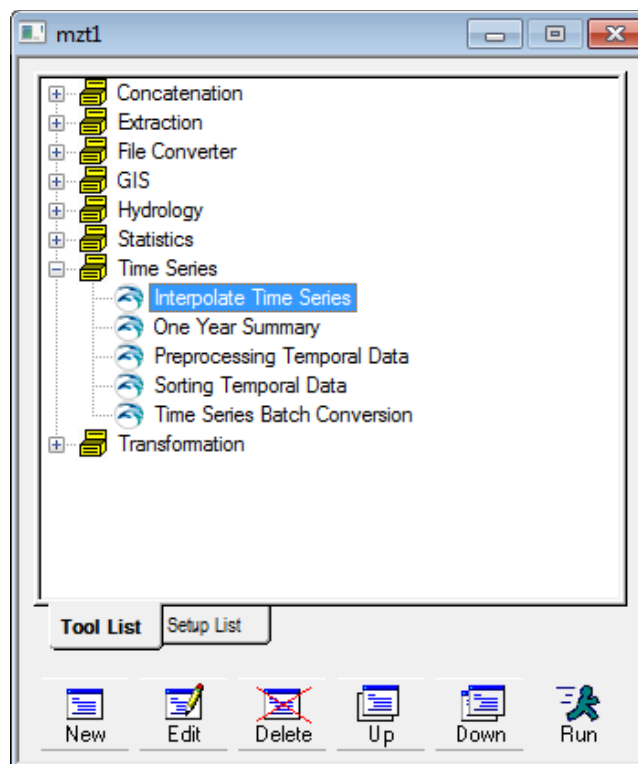 mzt1
Concatenation
Extraction
File Converter
GIS
Hydrology
Statistics
Time Series
Interpolate Time Series
One Year Summary
Preprocessing Temporal Data
Sorting Temporal Data
Time Series Batch Conversion
Transformation
Tool List Setup List
New Edit Delete Up Down Run